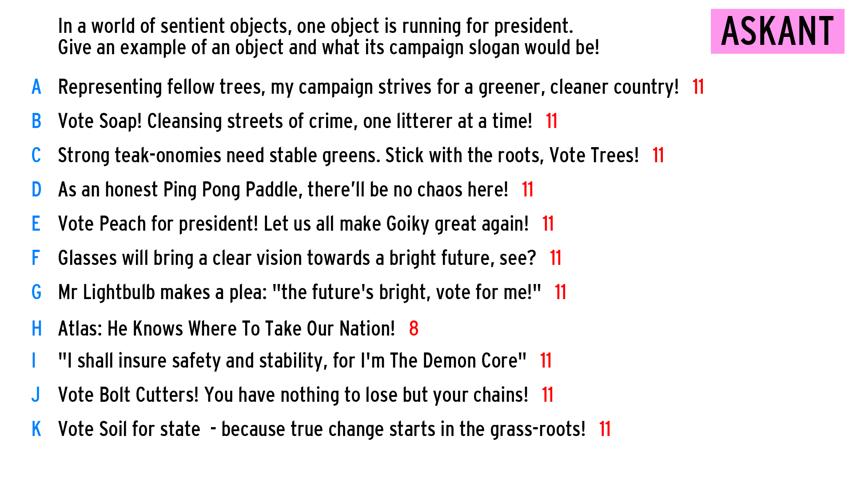 In a world of sentient objects, one object is running for president.
Give an example of an object and what its campaign slogan would be!
ASKANT
A Representing fellow trees, my campaign strives for a greener, cleaner country! 11
B Vote Soap! Cleansing streets of crime, one litterer at a time! 11
C Strong teak-onomies need stable greens. Stick with the roots, Vote Trees! 11
D As an honest Ping Pong Paddle, there'll be no chaos here! 11
E Vote Peach for president! Let us all make Goiky great again! 11
F Glasses will bring a clear vision towards a bright future, see? 11
G Mr Lightbulb makes a plea: "the future's bright, vote for me!" 11
H Atlas: He Knows Where To Take Our Nation! 8
I "I shall insure safety and stability, for I'm The Demon Core" 11
J Vote Bolt Cutters! You have nothing to lose but your chains! 11
K Vote Soil for state - because true change starts in the grass-roots! 11